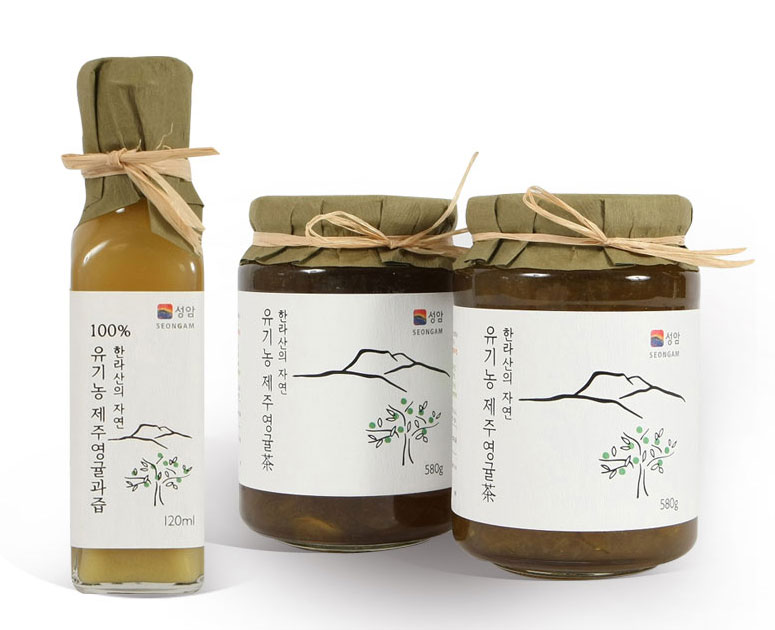 성암
SEONGAM
100%
한라산의 자연
유기농 제주영귤과즙
120ml
성암
SEONGAM
한라산의 자연
유기농 제주영귤茶
580g
성암
SEONGAM
한라산의 자연
유기농 제주영귤茶
580g